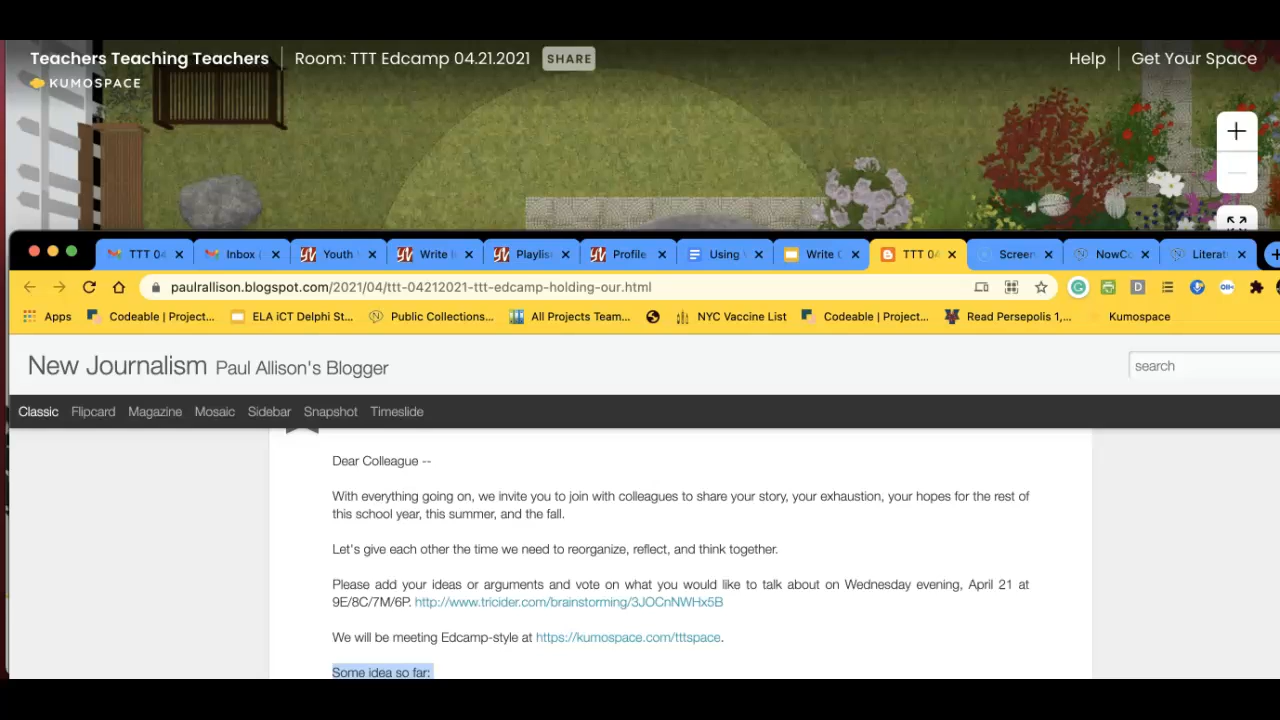 Teachers Teaching Teachers
Room: TTT Edcamp 04.21.2021
SHARE
Help
Get Your Space
KUMOSPACE
TTT 04
Inbox
Youth
Write I
Playlis
Profile
Using
Write C
TTT 04
Screen
NowCo
Literat
paulrallison.blogspot.com/2021/04/ttt-04212021-ttt-edcamp-holding-our.html
Apps
Codeable | Project...
ELA iCT Delphi St...
Public Collections...
All Projects Team...
NYC Vaccine List
Codeable | Project...
Read Persepolis 1,...
Kumospace
New Journalism Paul Allison's Blogger
search
Classic Flipcard Magazine Mosaic Sidebar Snapshot Timeslide
Dear Colleague --
With everything going on, we invite you to join with colleagues to share your story, your exhaustion, your hopes for the rest of
this school year, this summer, and the fall.
Let's give each other the time we need to reorganize, reflect, and think together.
Please add your ideas or arguments and vote on what you would like to talk about on Wednesday evening, April 21 at
9E/8C/7M/6P. http://www.tricider.com/brainstorming/3JOCnNWHx5B
We will be meeting Edcamp-style at https://kumospace.com/tttspace.
Some idea so far: